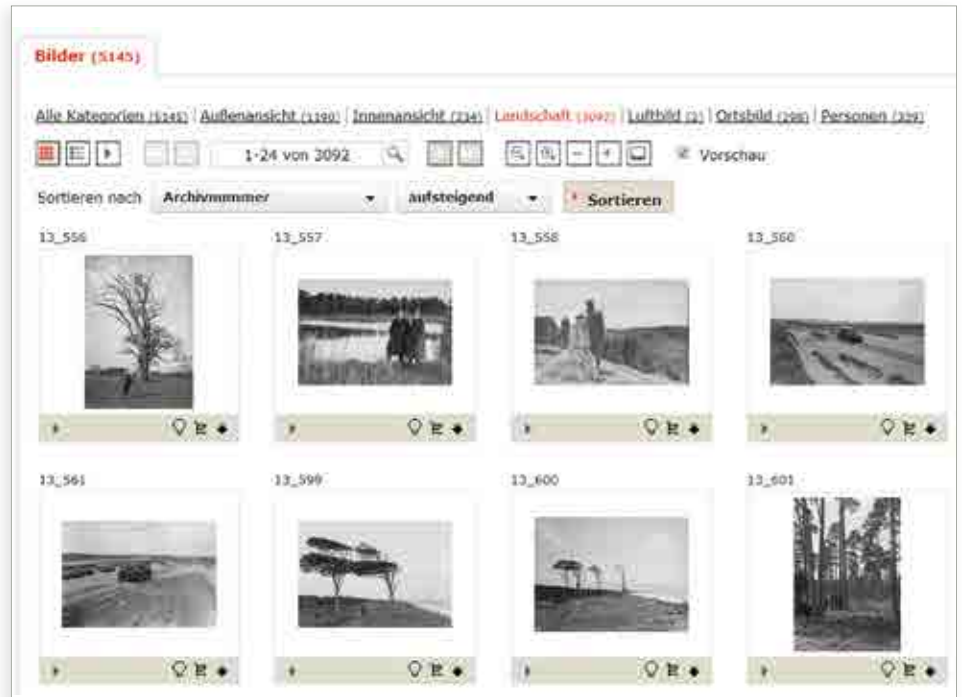 Bilder (5145)
Alle Kategorien (5145) | Außenansicht (1190) | Innenansicht (234) | Landschaft (3092) | Luftbild (2) | Ortsbild (298) | Personen (329)
1-24 von 3092 Vorschau
Sortieren nach Archivnummer aufsteigend Sortieren
13_556 13_557 13_558 13_560
13_561 13_599 13_600 13_601